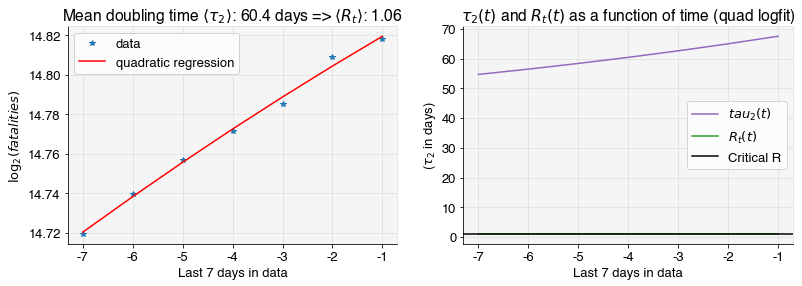 Mean doubling time ⟨τ₂⟩: 60.4 days => ⟨Rₜ⟩: 1.06
14.82
14.80
14.78
14.76
14.74
14.72
log₂(fatalities)
data
quadratic regression
-7 -6 -5 -4 -3 -2 -1
Last 7 days in data
τ₂(t) and Rₜ(t) as a function of time (quad logfit)
70
60
50
40
30
20
10
0
(τ₂ in days)
tau₂(t)
Rₜ(t)
Critical R
-7 -6 -5 -4 -3 -2 -1
Last 7 days in data